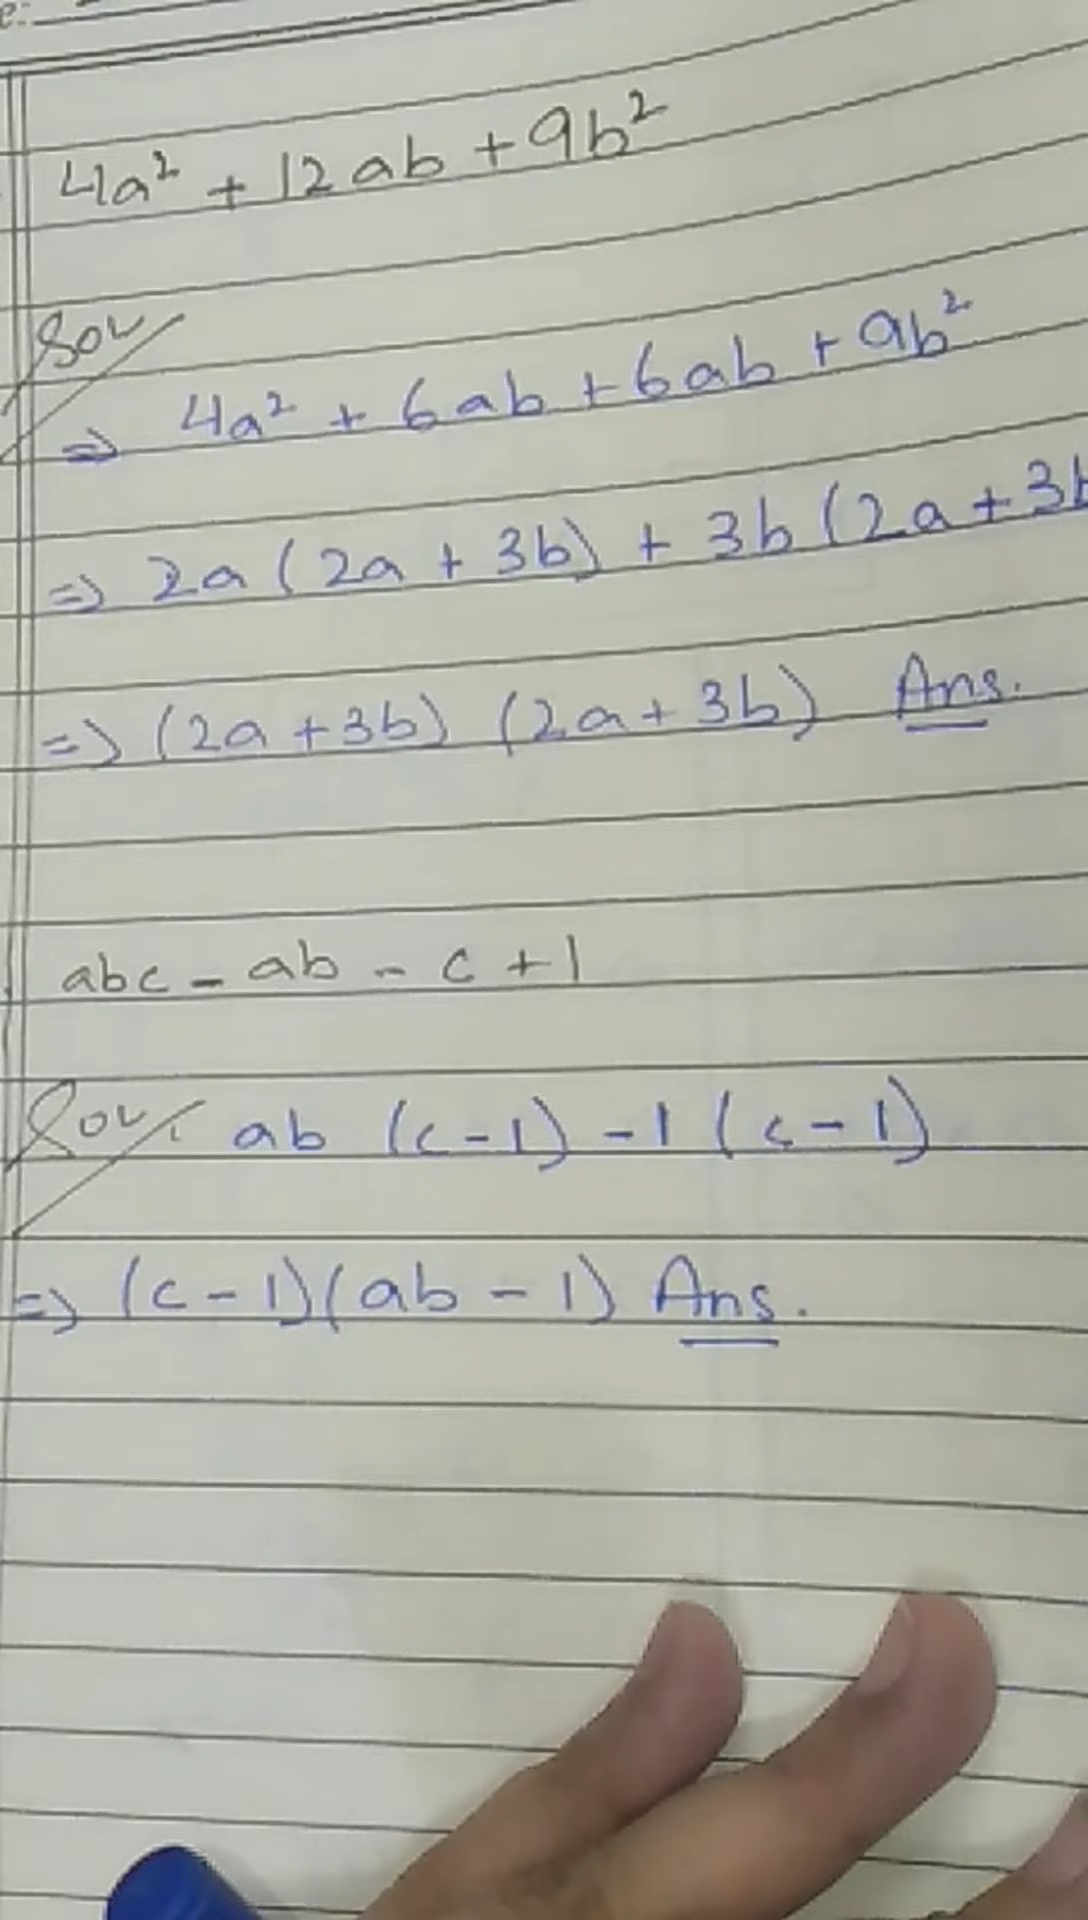 e:
4a² + 12ab + 9b²
Sol
⇒ 4a² + 6ab + 6ab + 9b²
⇒ 2a (2a + 3b) + 3b (2a + 3b
⇒ (2a + 3b) (2a + 3b) Ans.
abc - ab - c + 1
Sol: ab (c - 1) - 1 (c - 1)
⇒ (c - 1) (ab - 1) Ans.